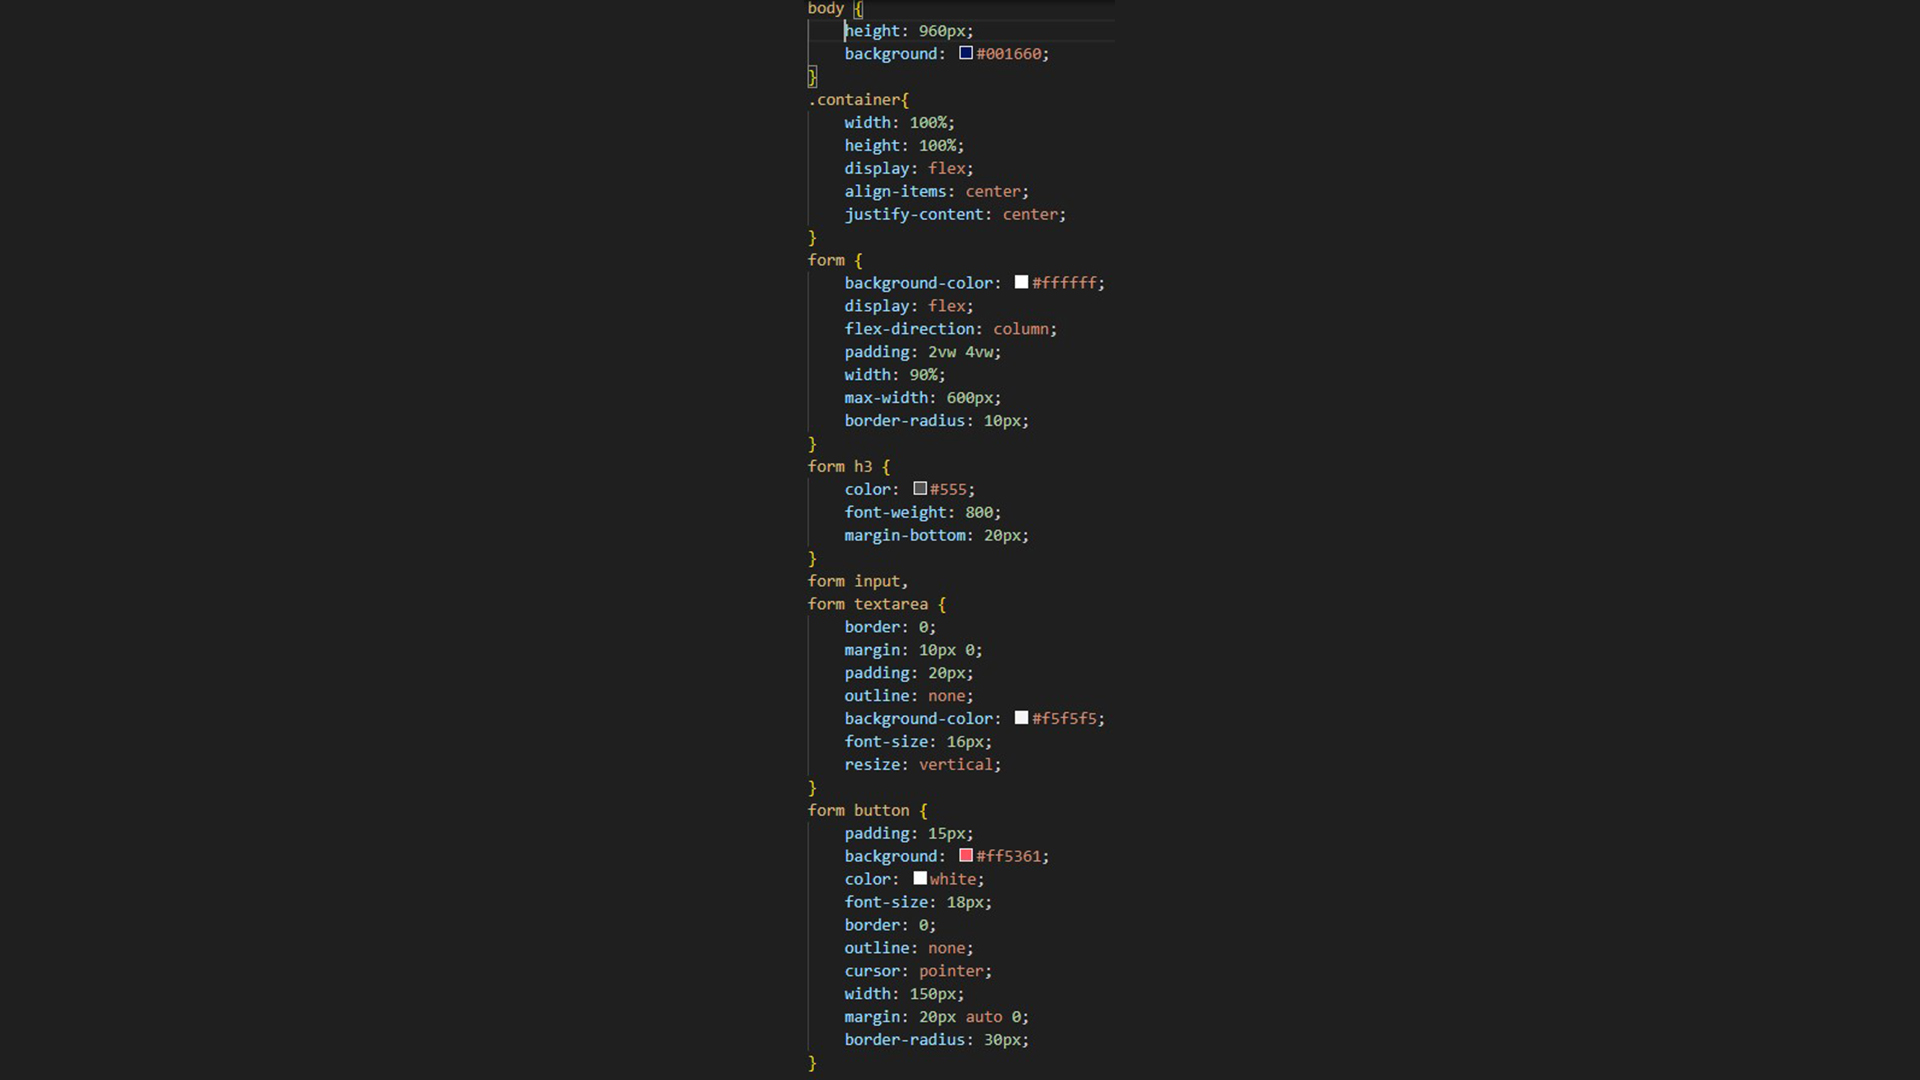 body {
    height: 960px;
    background: #001660;
}
.container{
    width: 100%;
    height: 100%;
    display: flex;
    align-items: center;
    justify-content: center;
}
form {
    background-color: #ffffff;
    display: flex;
    flex-direction: column;
    padding: 2vw 4vw;
    width: 90%;
    max-width: 600px;
    border-radius: 10px;
}
form h3 {
    color: #555;
    font-weight: 800;
    margin-bottom: 20px;
}
form input,
form textarea {
    border: 0;
    margin: 10px 0;
    padding: 20px;
    outline: none;
    background-color: #f5f5f5;
    font-size: 16px;
    resize: vertical;
}
form button {
    padding: 15px;
    background: #ff5361;
    color: white;
    font-size: 18px;
    border: 0;
    outline: none;
    cursor: pointer;
    width: 150px;
    margin: 20px auto 0;
    border-radius: 30px;
}